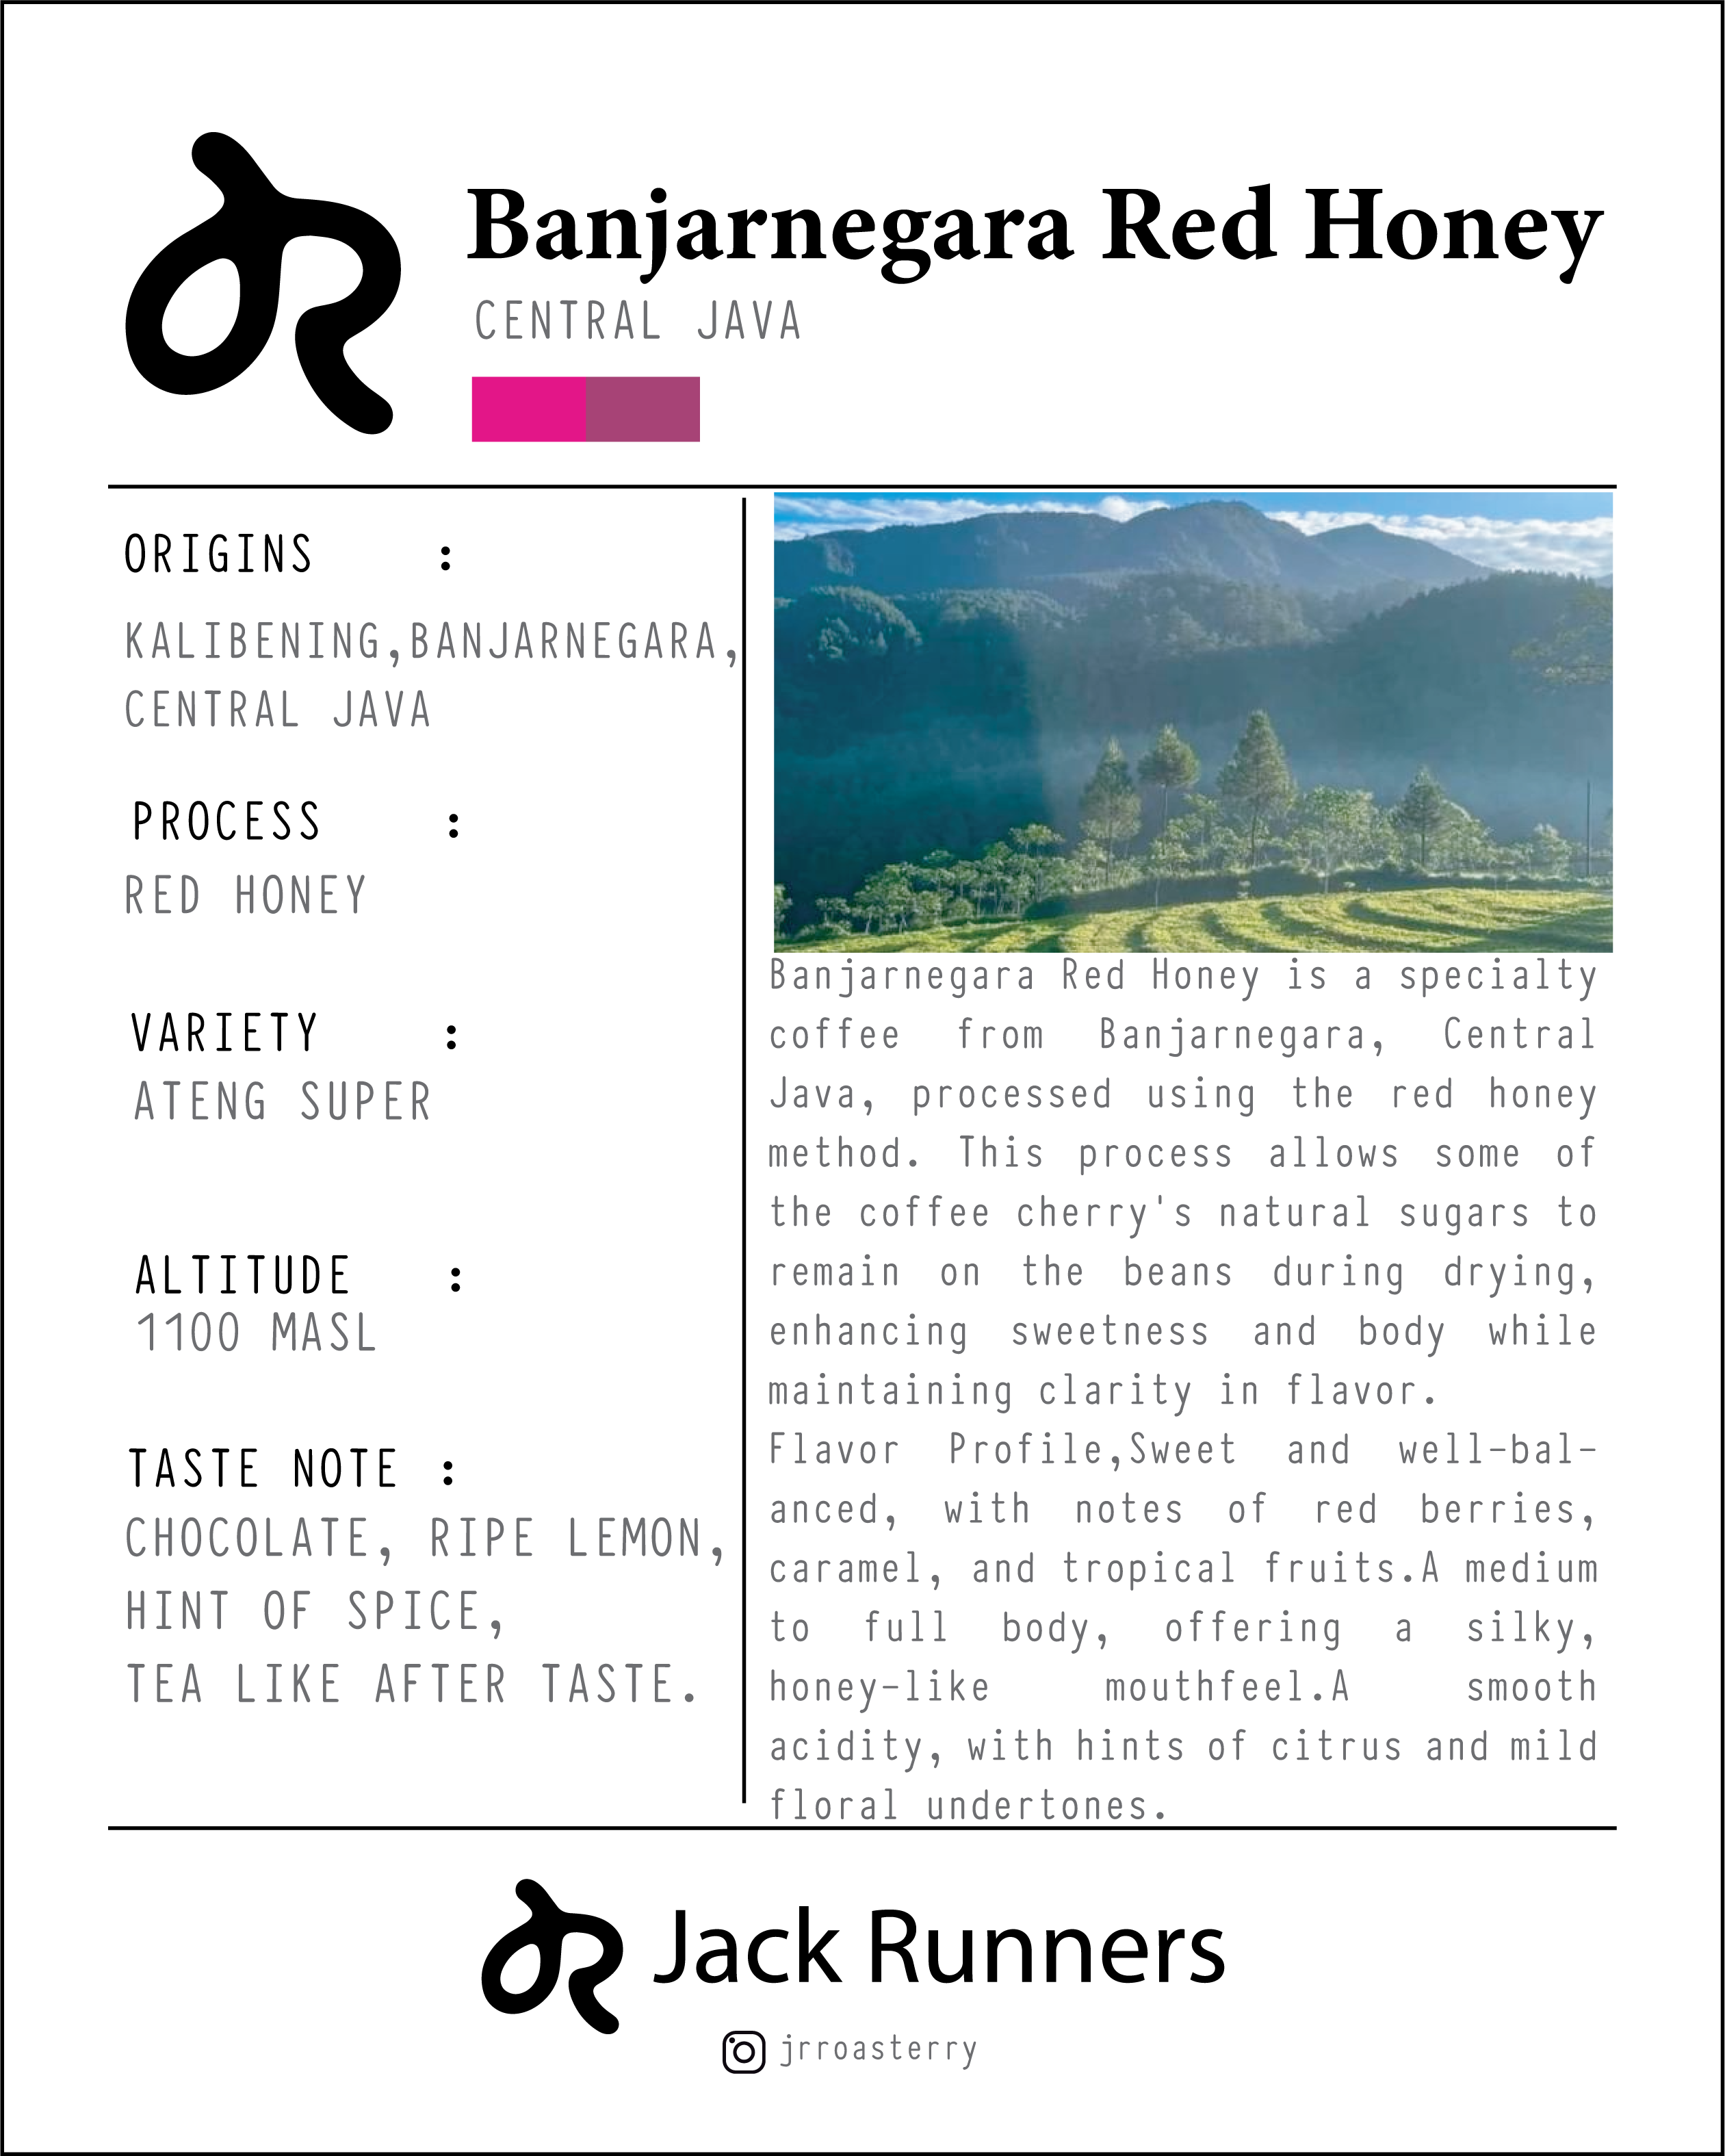 Banjarnegara Red Honey
CENTRAL JAVA
ORIGINS :
KALIBENING,BANJARNEGARA,
CENTRAL JAVA
PROCESS :
RED HONEY
VARIETY :
ATENG SUPER
ALTITUDE :
1100 MASL
TASTE NOTE :
CHOCOLATE, RIPE LEMON,
HINT OF SPICE,
TEA LIKE AFTER TASTE.
Banjarnegara Red Honey is a specialty
coffee from Banjarnegara, Central
Java, processed using the red honey
method. This process allows some of
the coffee cherry's natural sugars to
remain on the beans during drying,
enhancing sweetness and body while
maintaining clarity in flavor.
Flavor Profile,Sweet and well-bal-
anced, with notes of red berries,
caramel, and tropical fruits.A medium
to full body, offering a silky,
honey-like mouthfeel.A smooth
acidity, with hints of citrus and mild
floral undertones.
Jack Runners
jrroasterry